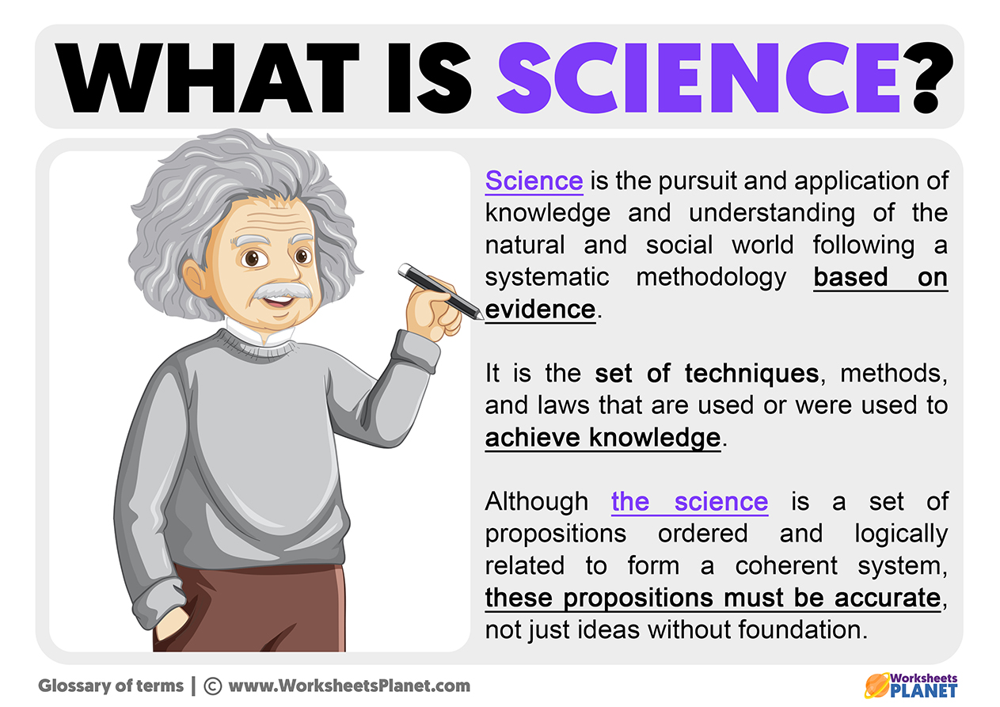 WHAT IS SCIENCE?
Science is the pursuit and application of
knowledge and understanding of the
natural and social world following a
systematic methodology based on
evidence.
It is the set of techniques, methods,
and laws that are used or were used to
achieve knowledge.
Although the science is a set of
propositions ordered and logically
related to form a coherent system,
these propositions must be accurate,
not just ideas without foundation.
Glossary of terms | © www.WorksheetsPlanet.com
Worksheets
PLANET